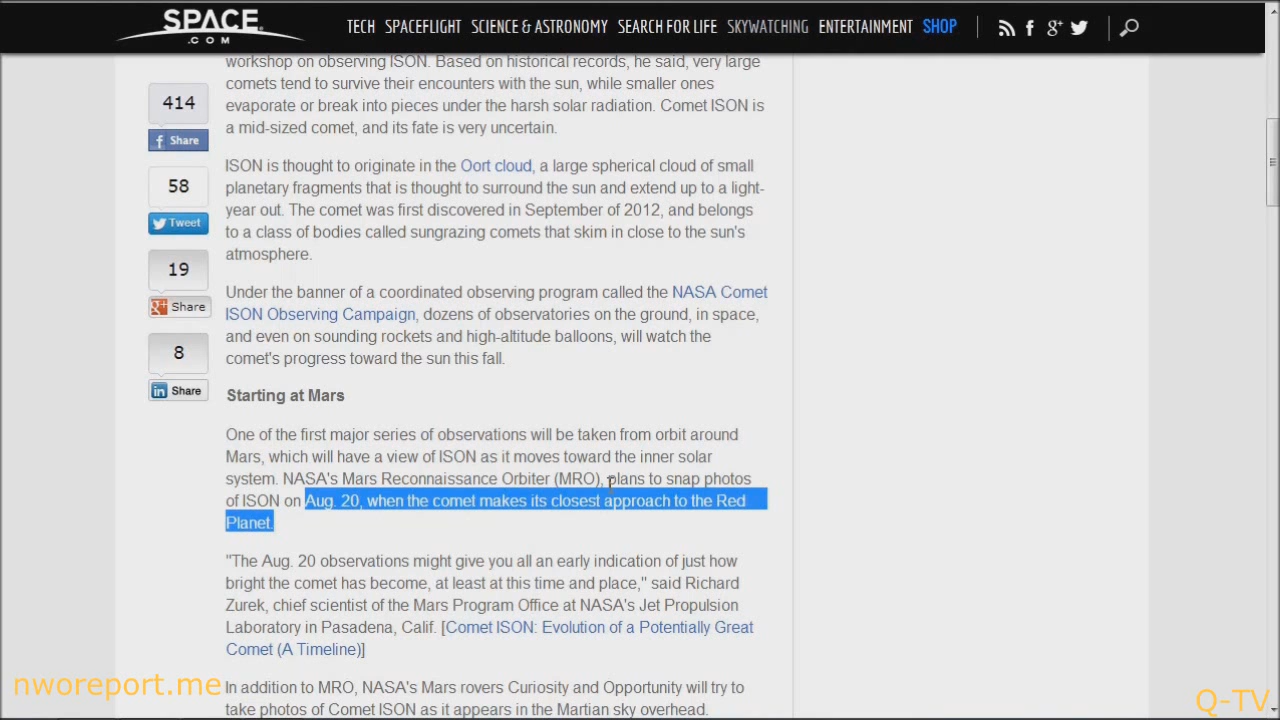 SPACE
.COM
TECH SPACEFLIGHT SCIENCE & ASTRONOMY SEARCH FOR LIFE SKYWATCHING ENTERTAINMENT SHOP
workshop on observing ISON. Based on historical records, he said, very large
comets tend to survive their encounters with the sun, while smaller ones
evaporate or break into pieces under the harsh solar radiation. Comet ISON is
a mid-sized comet, and its fate is very uncertain.
414
Share
58
Tweet
19
Share
8
Share
ISON is thought to originate in the Oort cloud, a large spherical cloud of small
planetary fragments that is thought to surround the sun and extend up to a light-
year out. The comet was first discovered in September of 2012, and belongs
to a class of bodies called sungrazing comets that skim in close to the sun's
atmosphere.
Under the banner of a coordinated observing program called the NASA Comet
ISON Observing Campaign, dozens of observatories on the ground, in space,
and even on sounding rockets and high-altitude balloons, will watch the
comet's progress toward the sun this fall.
Starting at Mars
One of the first major series of observations will be taken from orbit around
Mars, which will have a view of ISON as it moves toward the inner solar
system. NASA's Mars Reconnaissance Orbiter (MRO), plans to snap photos
of ISON on Aug. 20, when the comet makes its closest approach to the Red
Planet.
"The Aug. 20 observations might give you all an early indication of just how
bright the comet has become, at least at this time and place," said Richard
Zurek, chief scientist of the Mars Program Office at NASA's Jet Propulsion
Laboratory in Pasadena, Calif. [Comet ISON: Evolution of a Potentially Great
Comet (A Timeline)]
In addition to MRO, NASA's Mars rovers Curiosity and Opportunity will try to
take photos of Comet ISON as it appears in the Martian sky overhead.
nworeport.me
Q-TV